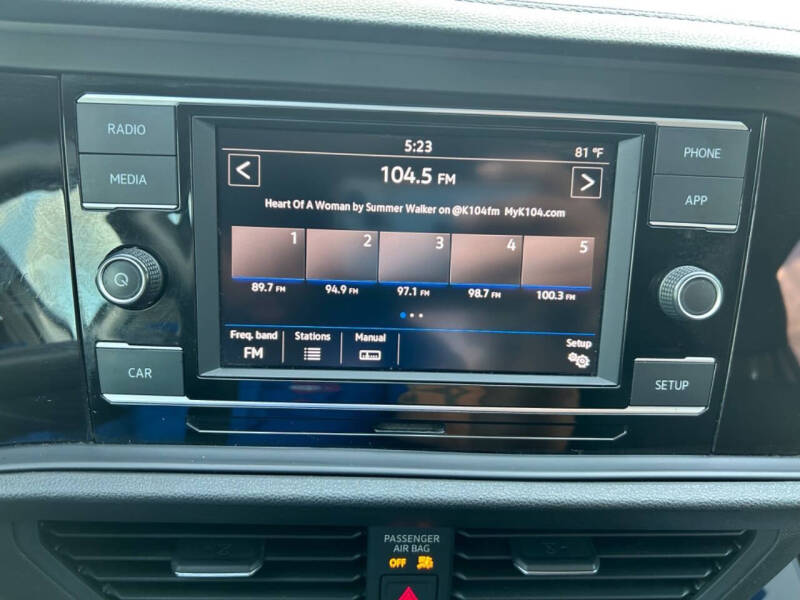 RADIO
MEDIA
CAR
5:23
81 °F
<
104.5 FM
>
Heart Of A Woman by Summer Walker on @K104fm MyK104.com
1 2 3 4 5
89.7 FM 94.9 FM 97.1 FM 98.7 FM 100.3 FM
Freq. band Stations Manual Setup
FM
PHONE
APP
SETUP
PASSENGER
AIR BAG
OFF